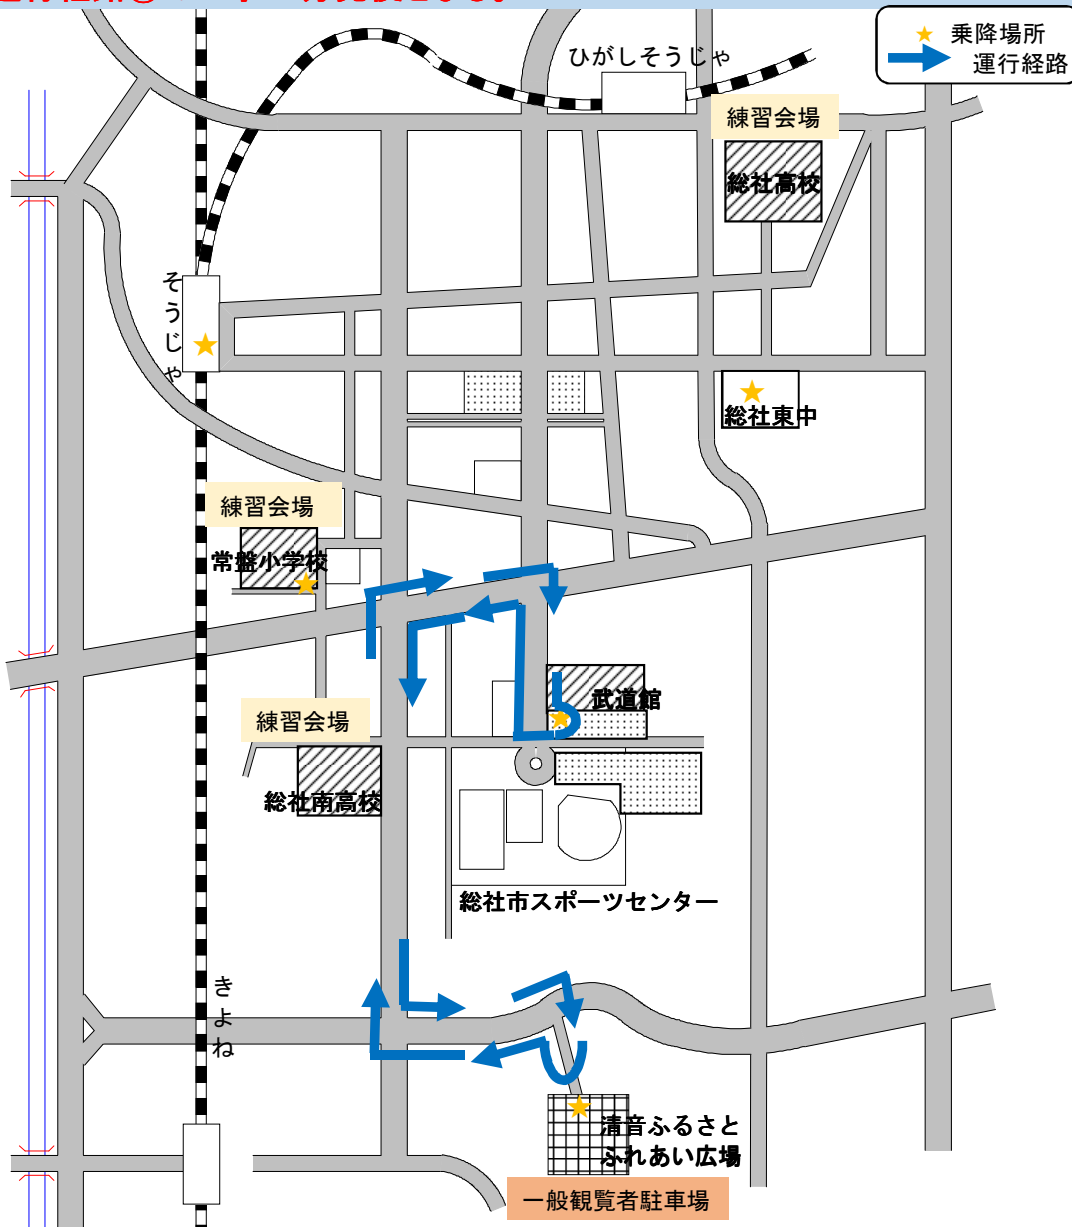 乗降場所
運行経路
ひがしそうじゃ
練習会場
総社高校
そうじゃ
総社東中
練習会場
常盤小学校
武道館
練習会場
総社南高校
総社市スポーツセンター
きよね
清音ふるさと
ふれあい広場
一般観覧者駐車場